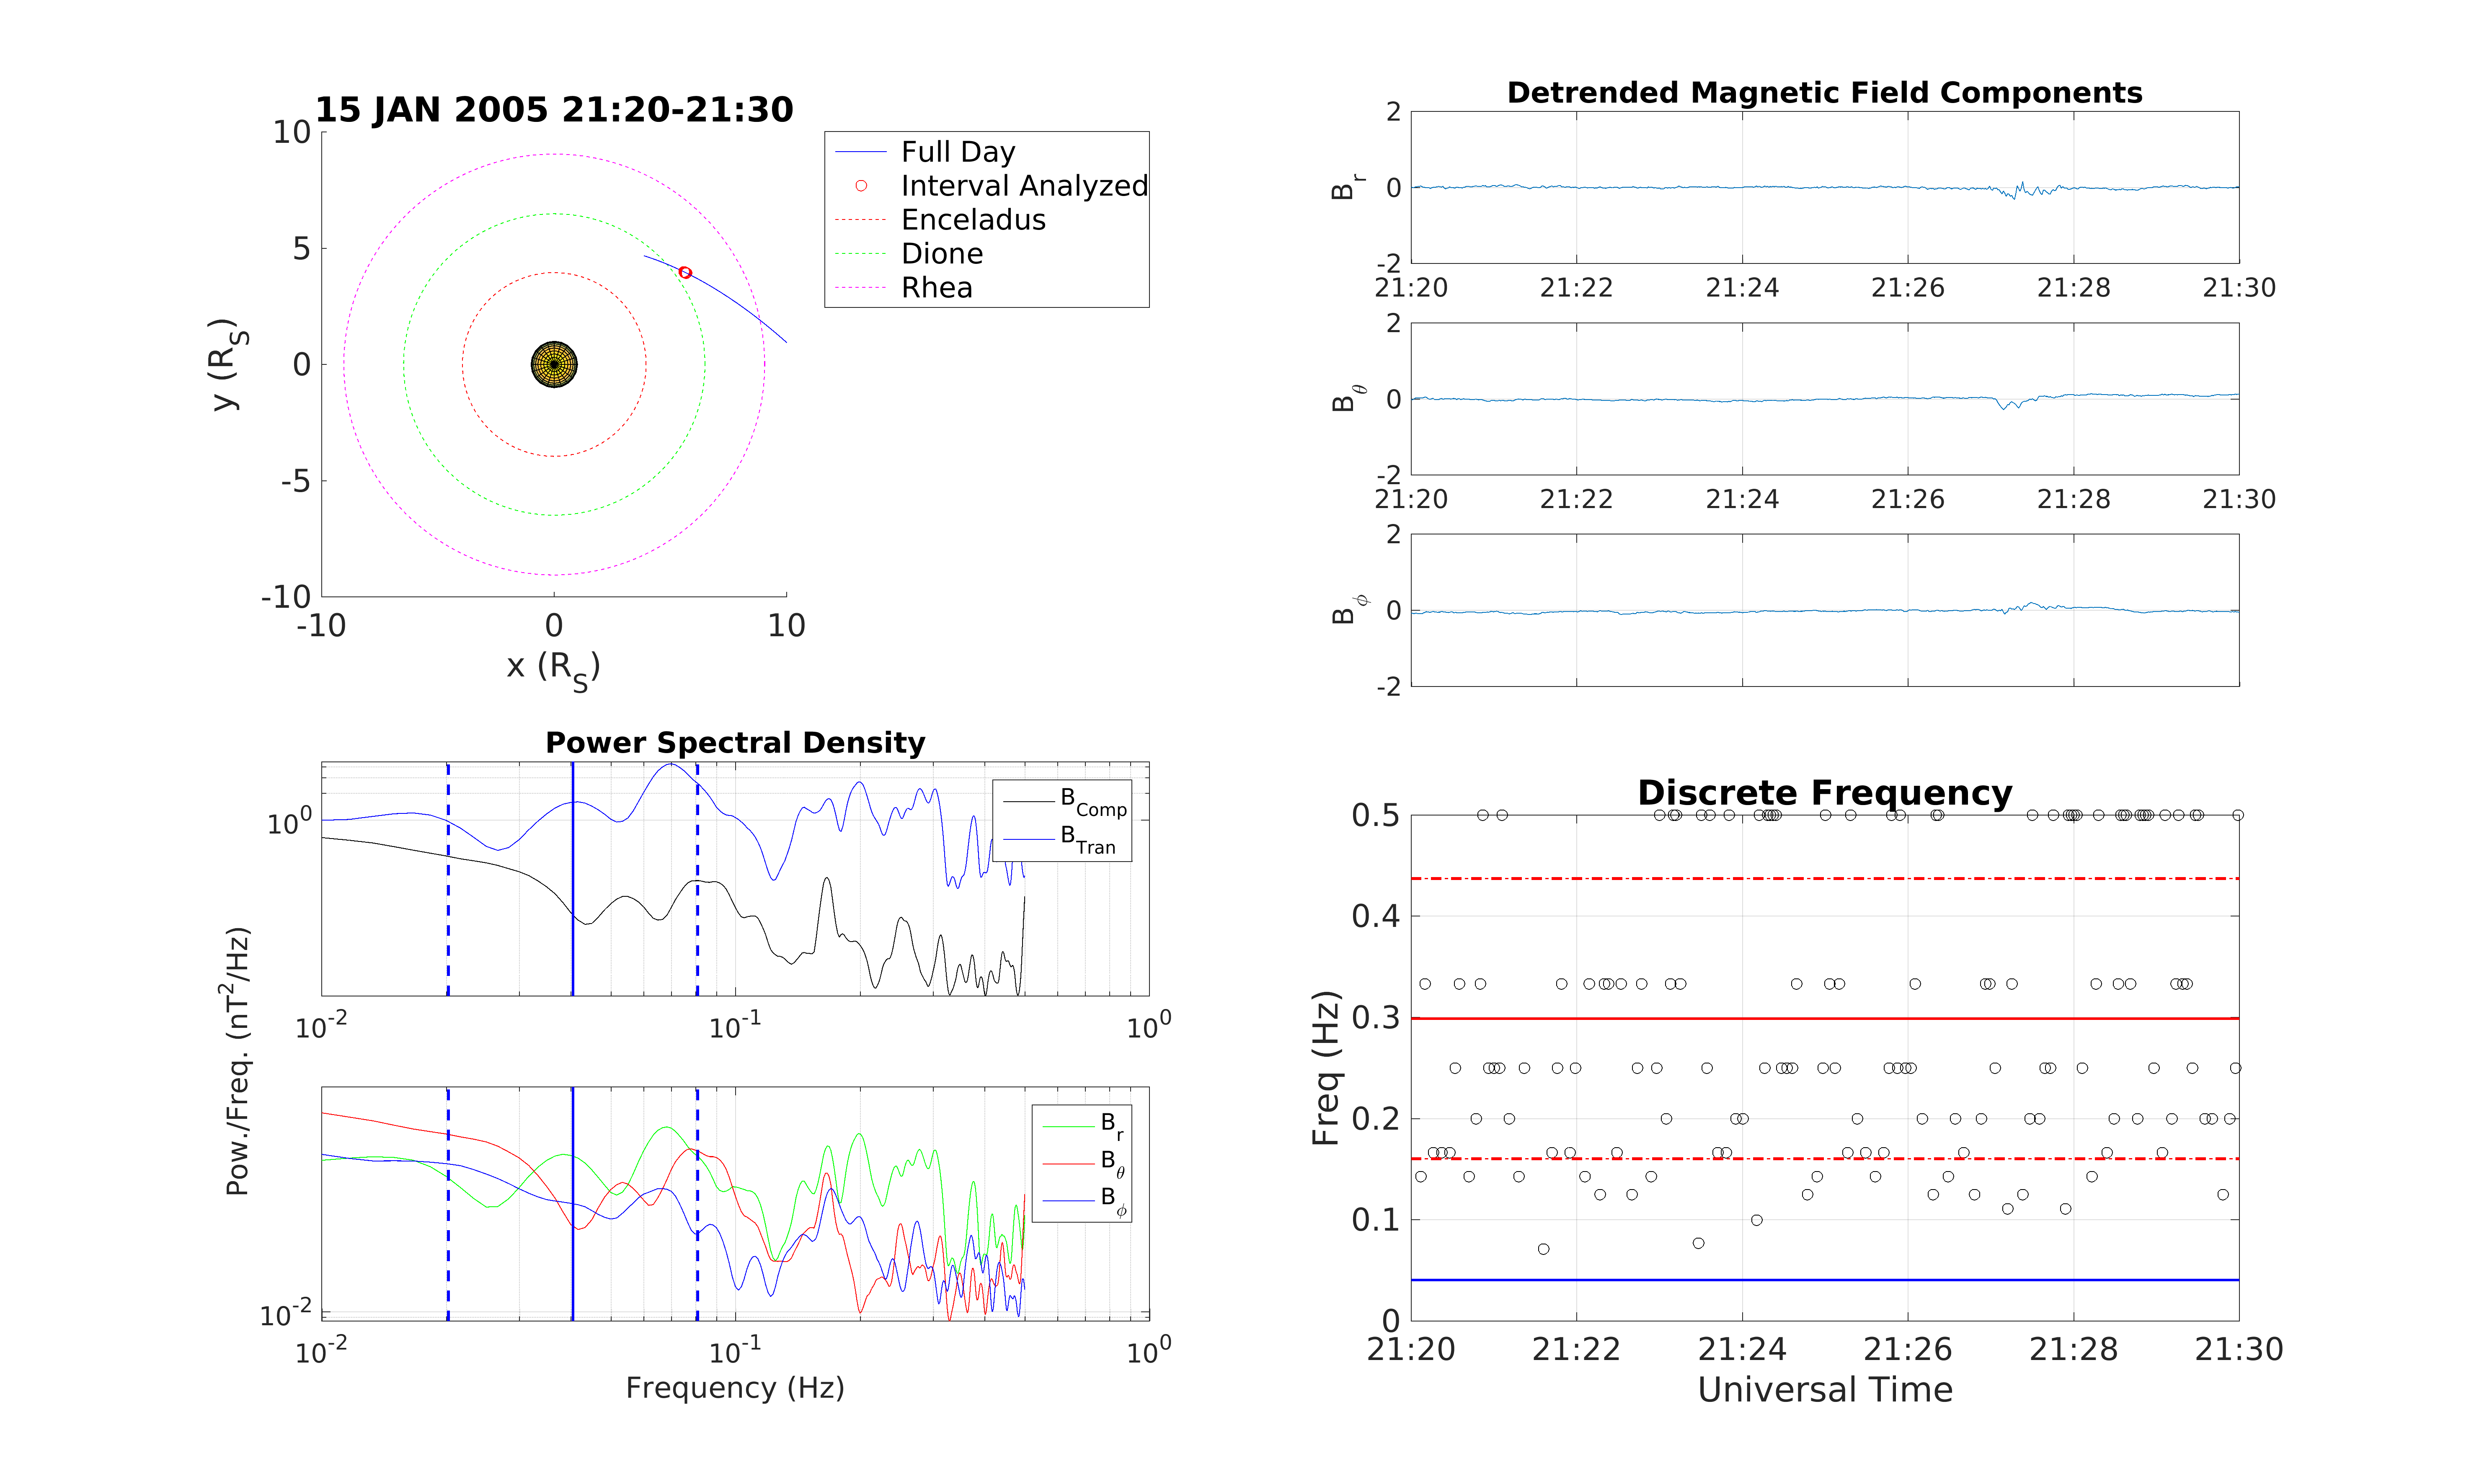 15 JAN 2005 21:20-21:30
10
5
0
-5
-10
-10 0 10
y (R_S)
x (R_S)
Full Day
Interval Analyzed
Enceladus
Dione
Rhea
Detrended Magnetic Field Components
2
0
-2
B_r
21:20 21:22 21:24 21:26 21:28 21:30
2
0
-2
B_θ
21:20 21:22 21:24 21:26 21:28 21:30
2
0
-2
B_ϕ
Power Spectral Density
10^0
B_Comp
B_Tran
10^-2 10^-1 10^0
Pow./Freq. (nT^2/Hz)
B_r
B_θ
B_ϕ
10^-2
10^-2 10^-1 10^0
Frequency (Hz)
Discrete Frequency
0.5
0.4
0.3
0.2
0.1
0
Freq (Hz)
21:20 21:22 21:24 21:26 21:28 21:30
Universal Time